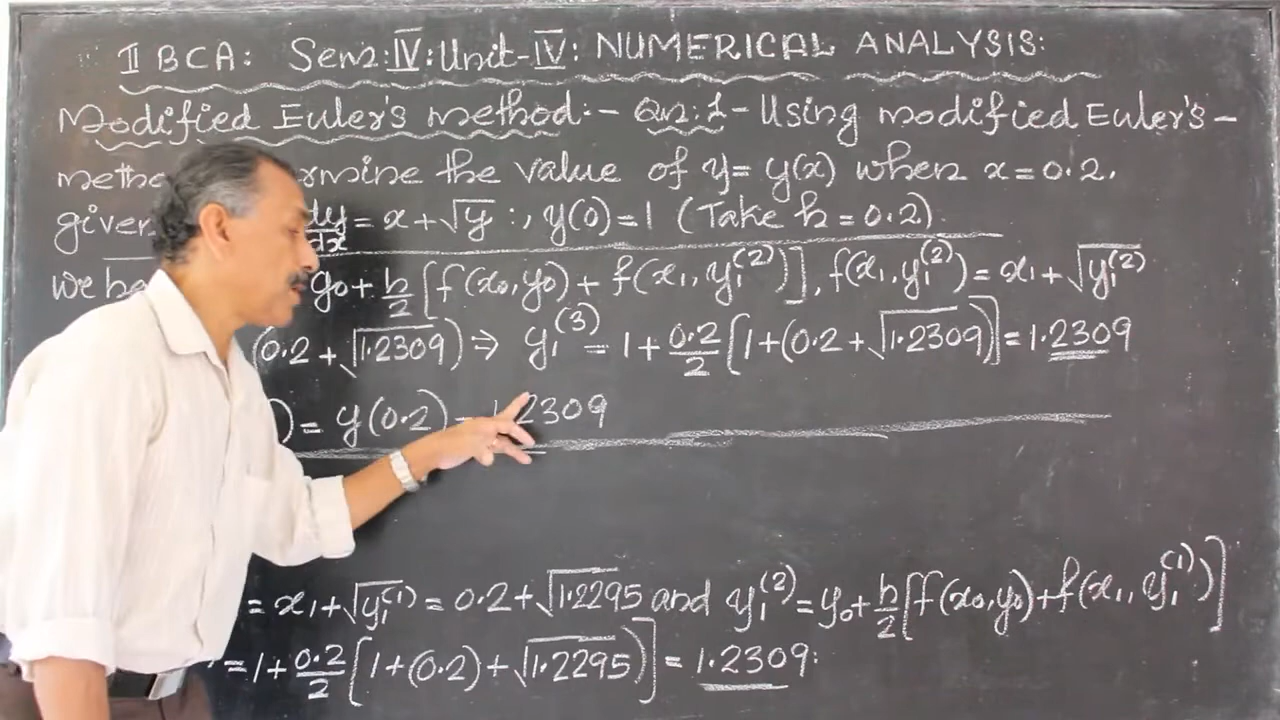 II BCA: Sem:IV: Unit-IV: NUMERICAL ANALYSIS:
Modified Euler's method:- Qn:1- Using modified Euler's-
the value of y= y(x) when x=0.2.
given dy/dx = x+√y :, y(0)=1 (Take h=0.2).
we y0+h/2[f(x0,y0)+f(x1,y1^(2))], f(x1,y1^(2))=x1+√y1^(2)
(0.2+√1.2309) ⇒ y1^(3) = 1+0.2/2[1+(0.2+√1.2309)]=1.2309
)= y(0.2)= 1.2309
=x1+√y1^(1)=0.2+√1.2295 and y1^(2)=y0+h/2[f(x0,y0)+f(x1,y1^(1))]
=1+0.2/2[1+(0.2)+√1.2295)]=1.2309: